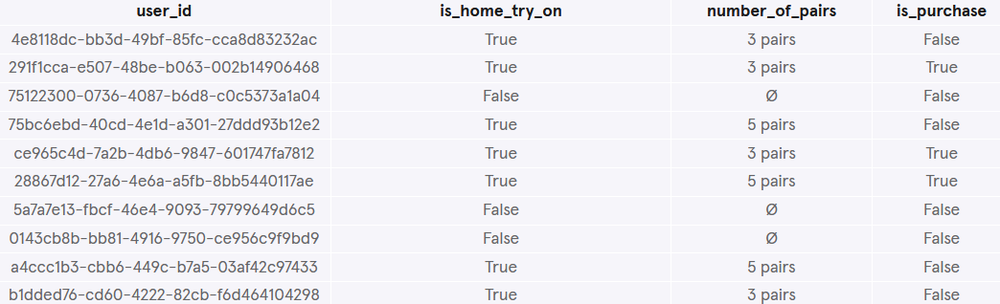 user_id is_home_try_on number_of_pairs is_purchase
4e8118dc-bb3d-49bf-85fc-cca8d83232ac True 3 pairs False
291f1cca-e507-48be-b063-002b14906468 True 3 pairs True
75122300-0736-4087-b6d8-c0c5373a1a04 False Ø False
75bc6ebd-40cd-4e1d-a301-27ddd93b12e2 True 5 pairs False
ce965c4d-7a2b-4db6-9847-601747fa7812 True 3 pairs True
28867d12-27a6-4e6a-a5fb-8bb5440117ae True 5 pairs True
5a7a7e13-fbcf-46e4-9093-79799649d6c5 False Ø False
0143cb8b-bb81-4916-9750-ce956c9f9bd9 False Ø False
a4ccc1b3-cbb6-449c-b7a5-03af42c97433 True 5 pairs False
b1dded76-cd60-4222-82cb-f6d464104298 True 3 pairs False